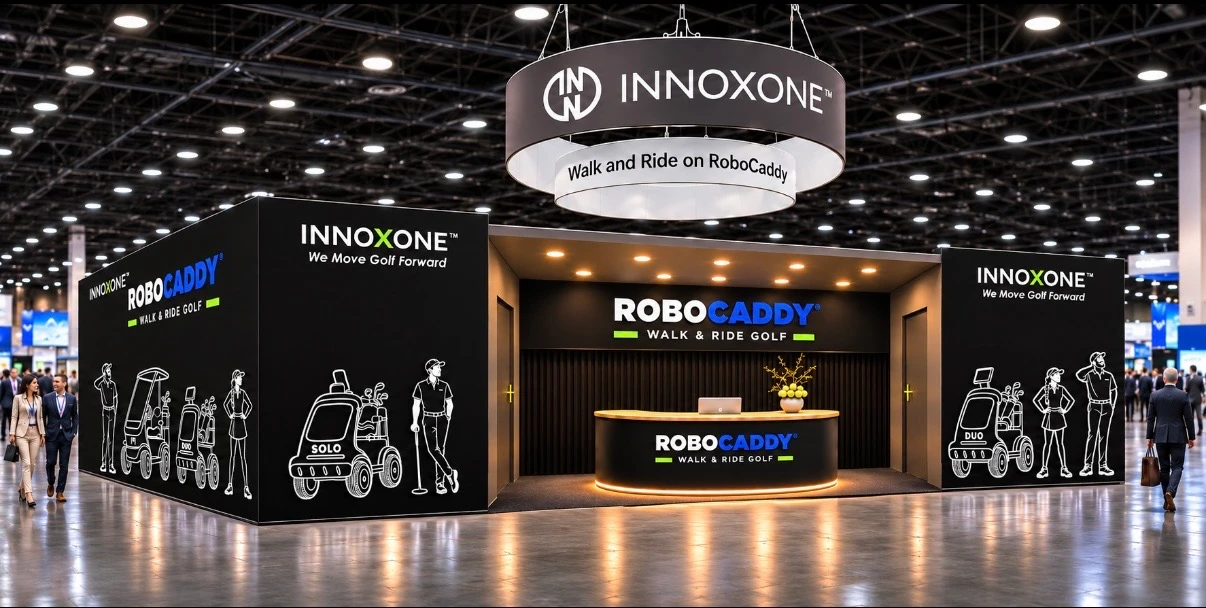 INNOXONE™
Walk and Ride on RoboCaddy
INNOXONE™
ROBOCADDY®
WALK & RIDE GOLF
DUO
INNOXONE™
We Move Golf Forward
SOLO
ROBOCADDY®
WALK & RIDE GOLF
ROBOCADDY®
WALK & RIDE GOLF
INNOXONE™
We Move Golf Forward
DUO